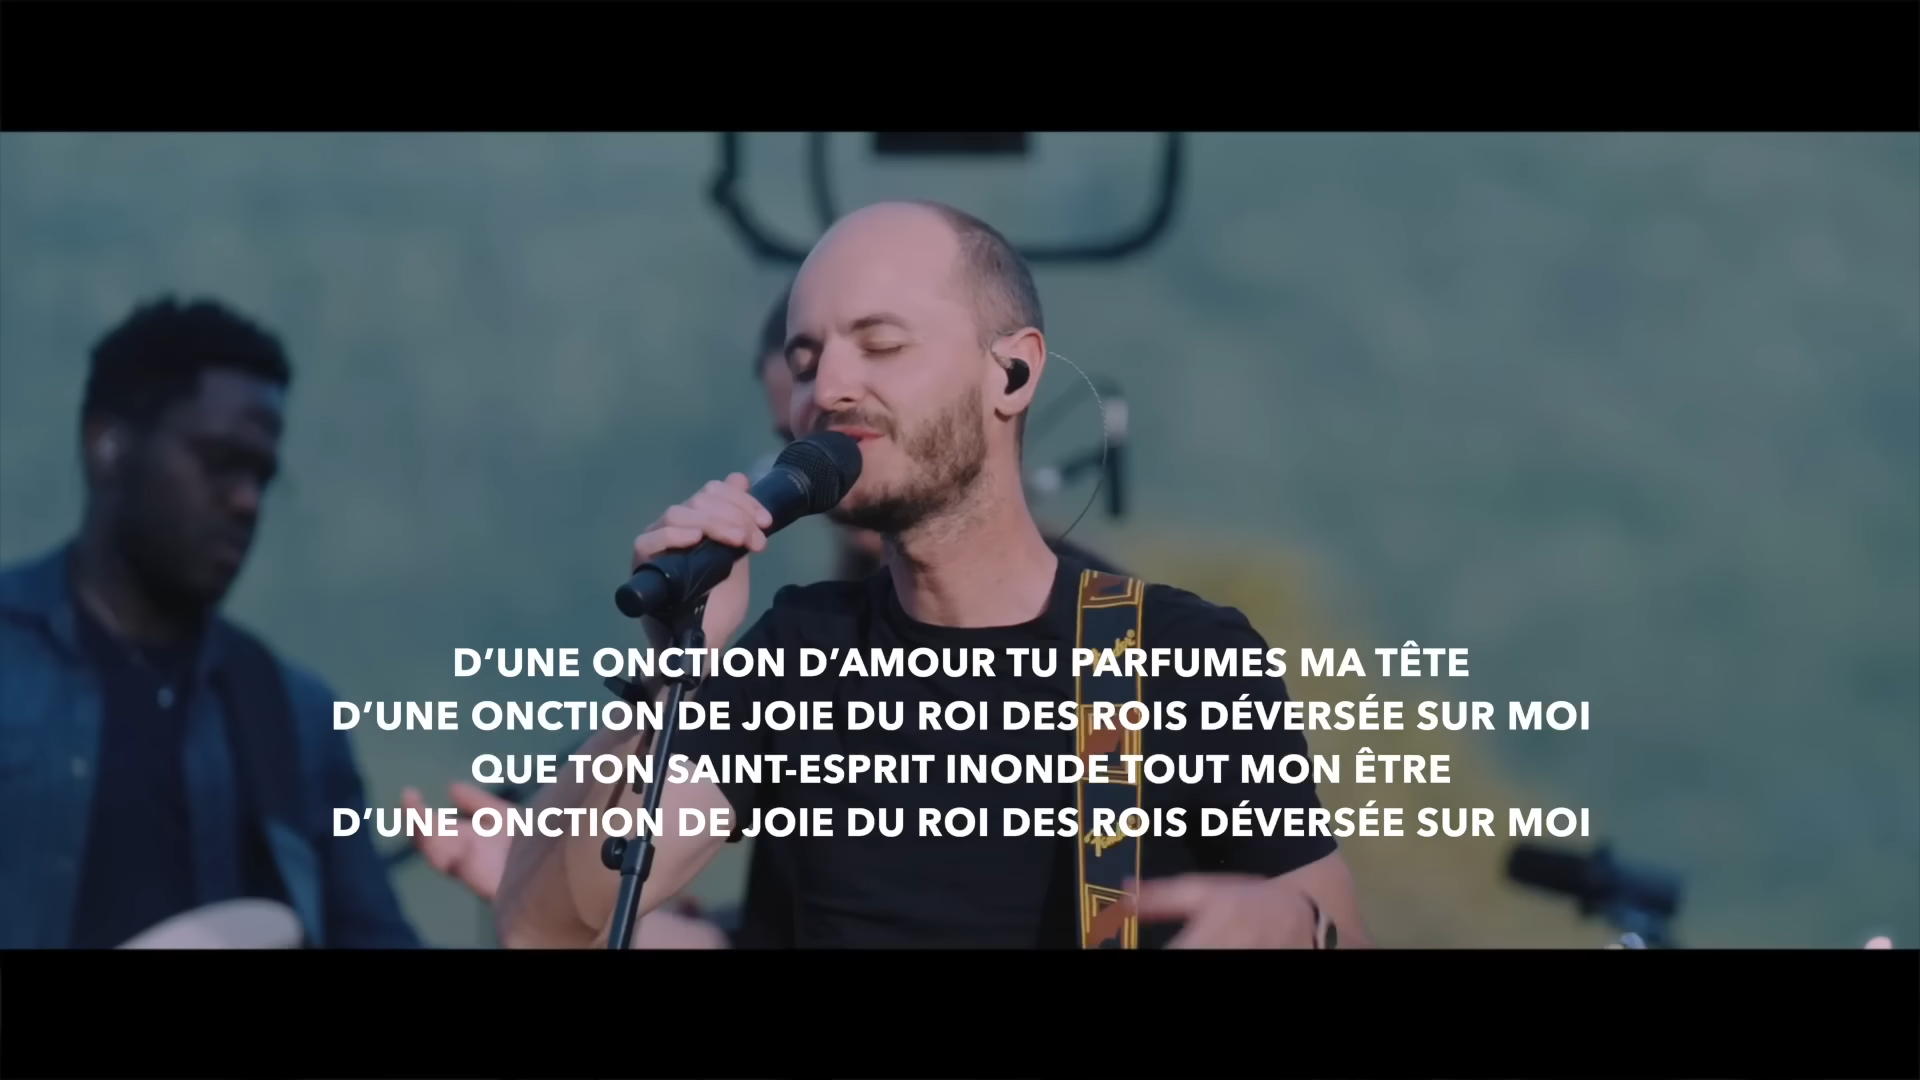 D’UNE ONCTION D’AMOUR TU PARFUMES MA TÊTE
D’UNE ONCTION DE JOIE DU ROI DES ROIS DÉVERSÉE SUR MOI
QUE TON SAINT-ESPRIT INONDE TOUT MON ÊTRE
D’UNE ONCTION DE JOIE DU ROI DES ROIS DÉVERSÉE SUR MOI
Fender